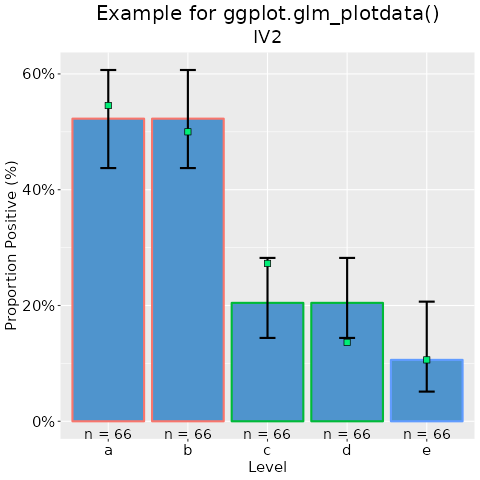 Example for ggplot.glm_plotdata()
IV2
60%
40%
20%
0%
Proportion Positive (%)
n = 66 n = 66 n = 66 n = 66 n = 66
a b c d e
Level